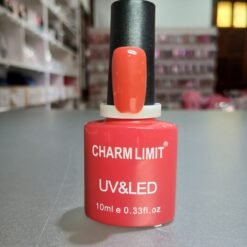 CHARM LIMIT®
UV&LED
10ml e 0.33fl.oz